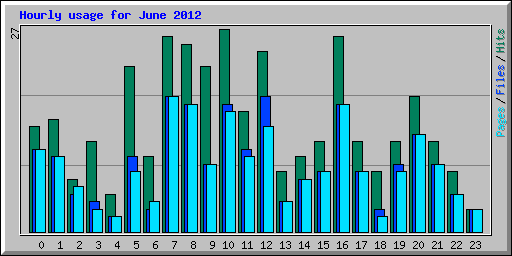 Hourly usage for June 2012
27
Pages/Files/Hits
0 1 2 3 4 5 6 7 8 9 10 11 12 13 14 15 16 17 18 19 20 21 22 23